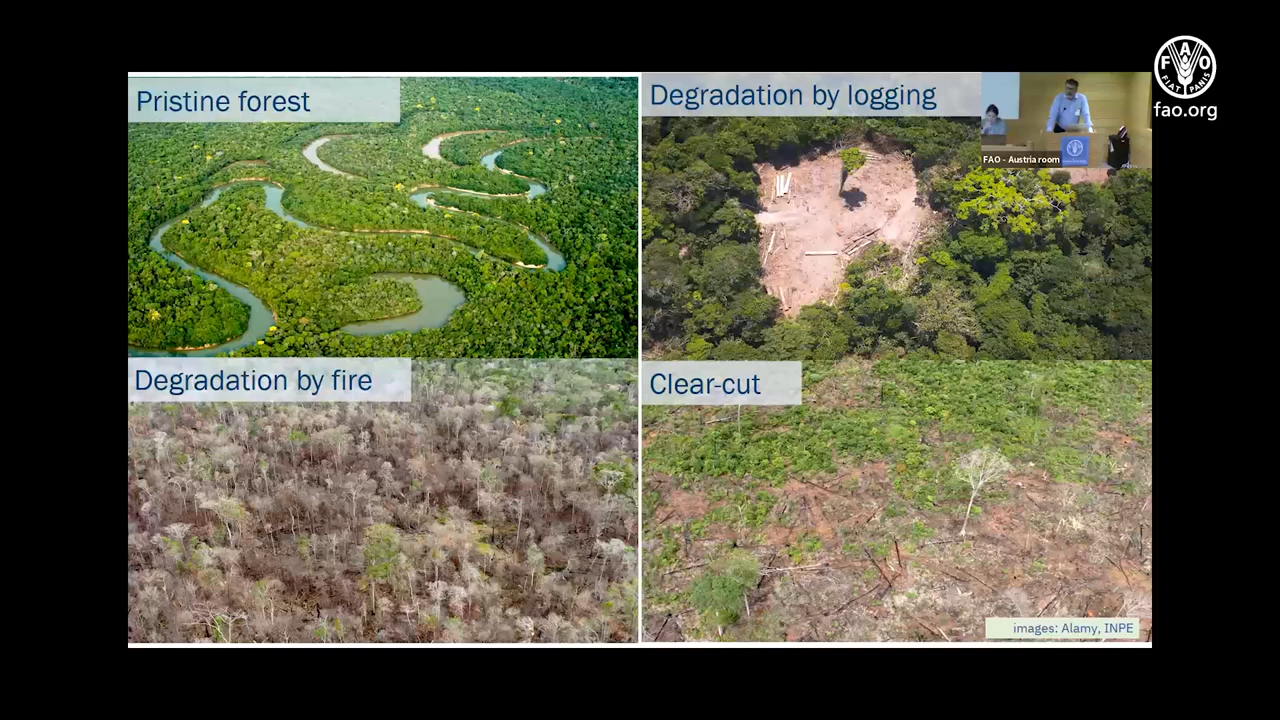 Pristine forest
Degradation by logging
FAO - Austria room
F A O
FIAT PANIS
fao.org
Degradation by fire
Clear-cut
images: Alamy, INPE